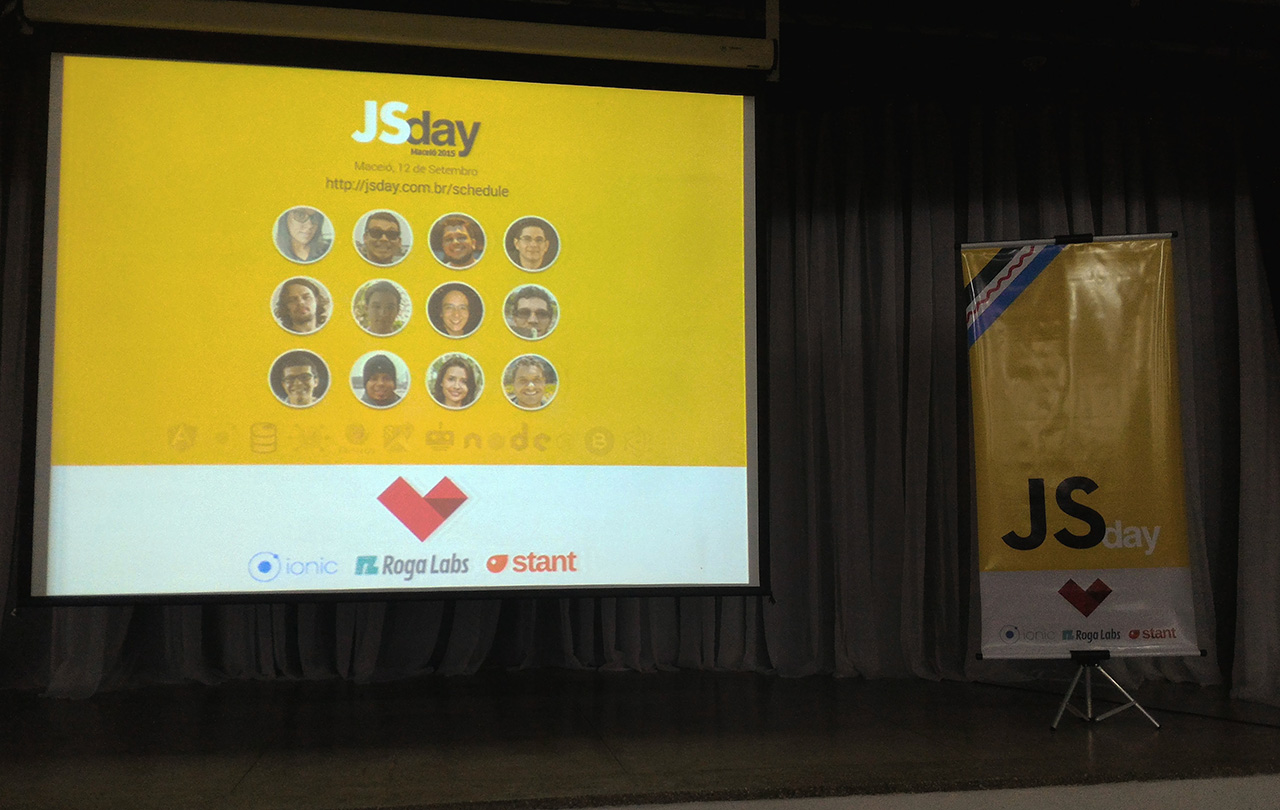 JSday
Maceió 2015
Maceió, 12 de Setembro
http://jsday.com.br/schedule
node
ionic
Roga Labs
stant
JSday
ionic
Roga Labs
stant